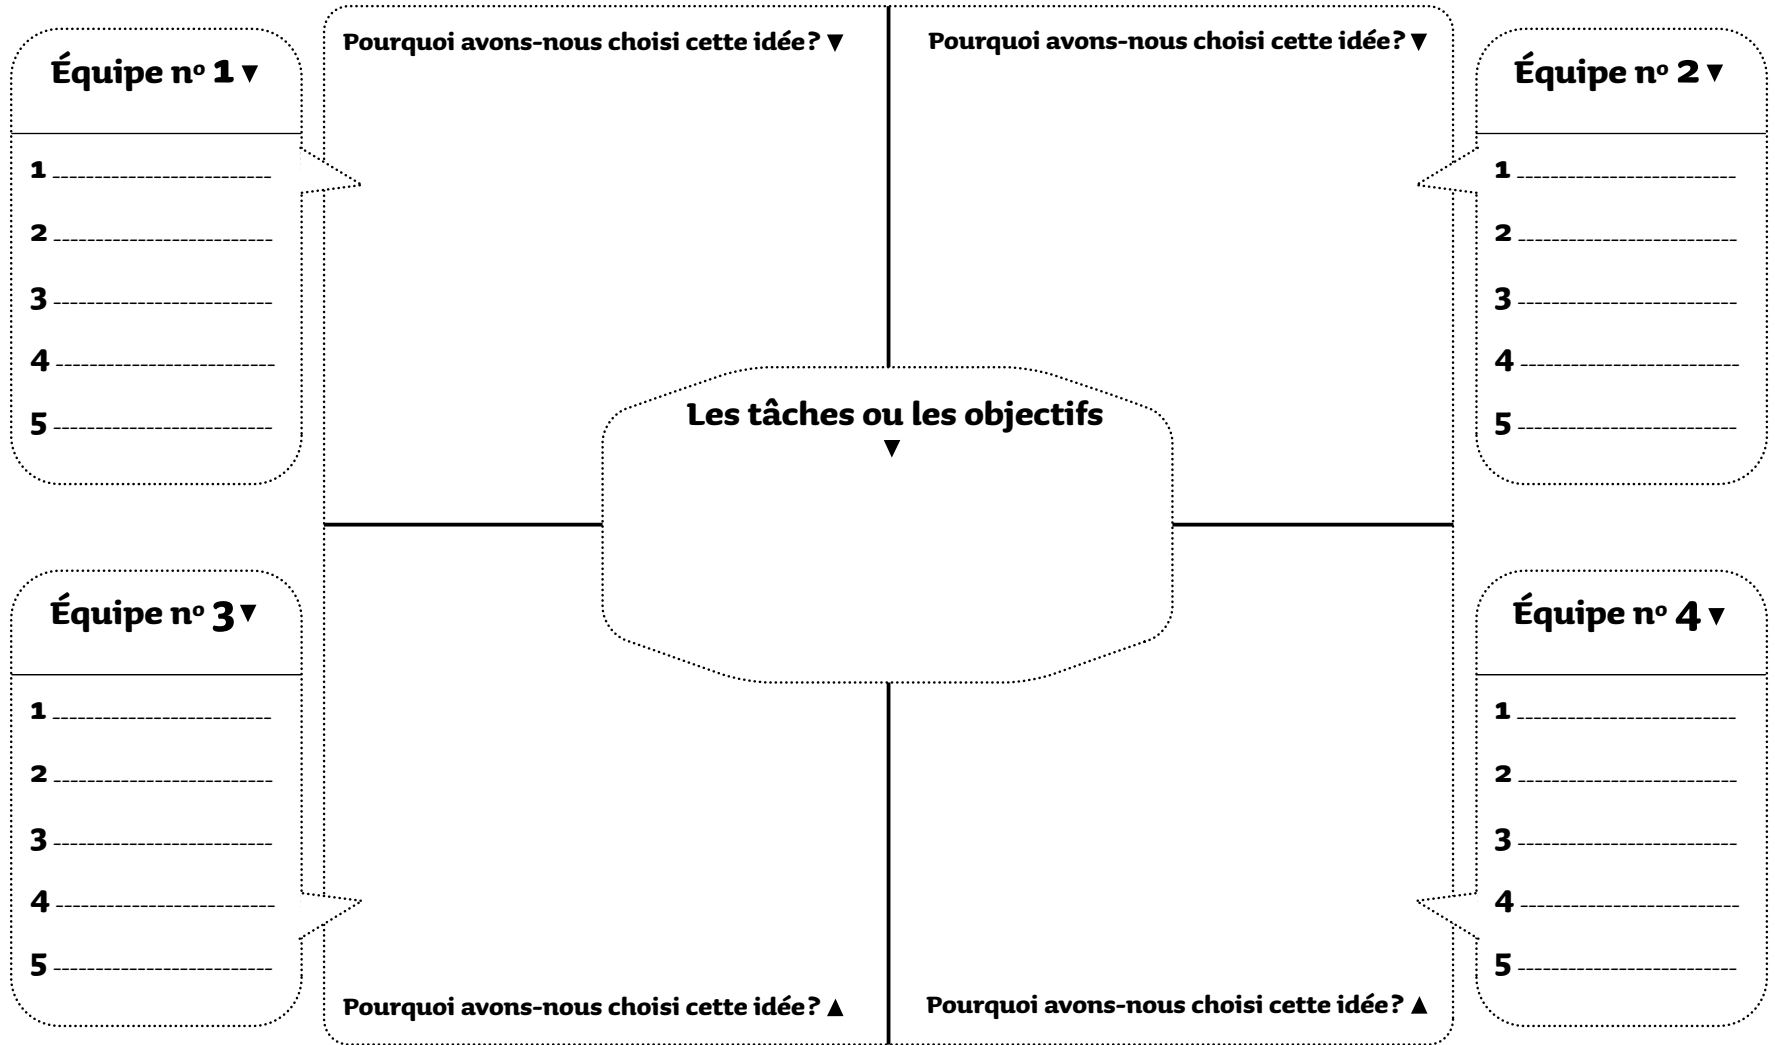 Équipe nº 1 ▼
1
2
3
4
5
Pourquoi avons-nous choisi cette idée? ▼
Pourquoi avons-nous choisi cette idée? ▼
Équipe nº 2 ▼
1
2
3
4
5
Les tâches ou les objectifs
▼
Équipe nº 3 ▼
1
2
3
4
5
Pourquoi avons-nous choisi cette idée? ▲
Pourquoi avons-nous choisi cette idée? ▲
Équipe nº 4 ▼
1
2
3
4
5